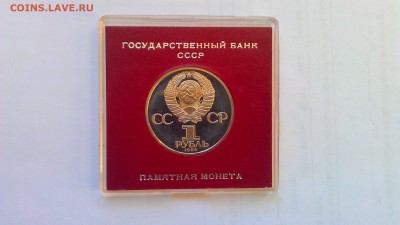 COINS.LAVE.RU
ГОСУДАРСТВЕННЫЙ БАНК
СССР
СС СР
1
РУБЛЬ
ПАМЯТНАЯ МОНЕТА